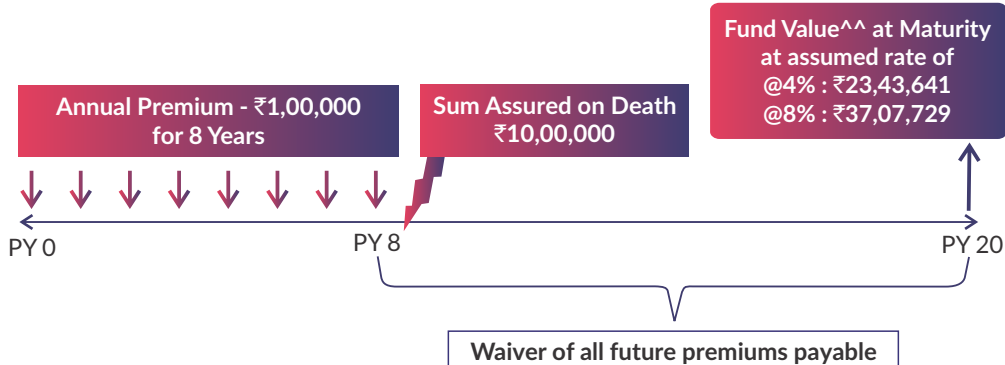 Fund Value^^ at Maturity
at assumed rate of
@4% : ₹23,43,641
@8% : ₹37,07,729
Annual Premium - ₹1,00,000
for 8 Years
Sum Assured on Death
₹10,00,000
PY 0
PY 8
PY 20
Waiver of all future premiums payable